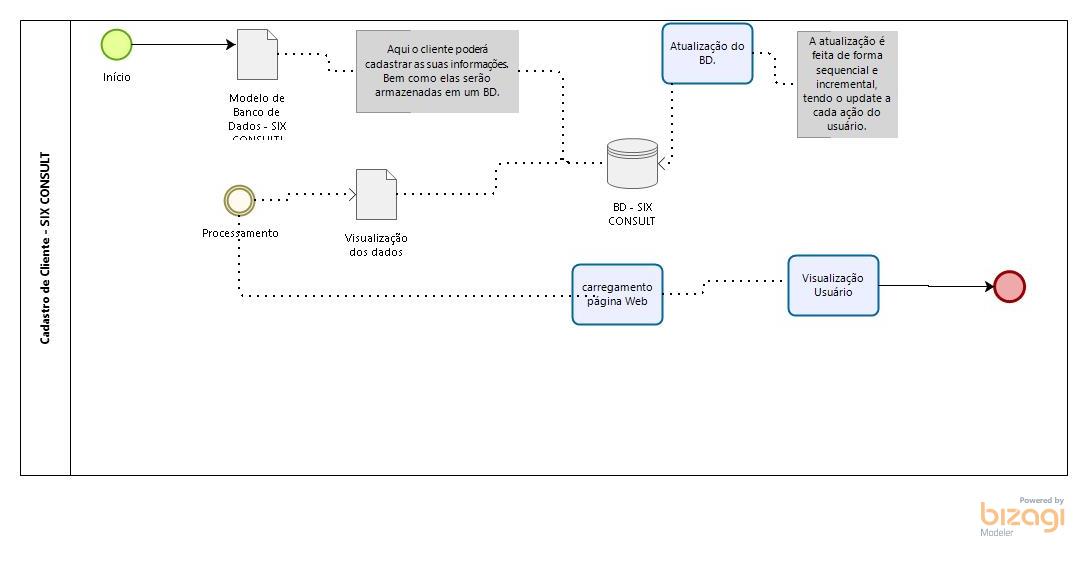 Cadastro de Cliente - SIX CONSULT
Início
Modelo de
Banco de
Dados - SIX
CONSULT
Aqui o cliente poderá
cadastrar as suas informações.
Bem como elas serão
armazenadas em um BD.
Atualização do
BD.
A atualização é
feita de forma
sequencial e
incremental,
tendo o update a
cada ação do
usuário.
BD - SIX
CONSULT
Processamento
Visualização
dos dados
carregamento
página Web
Visualização
Usuário
Powered by
bizagi
Modeler